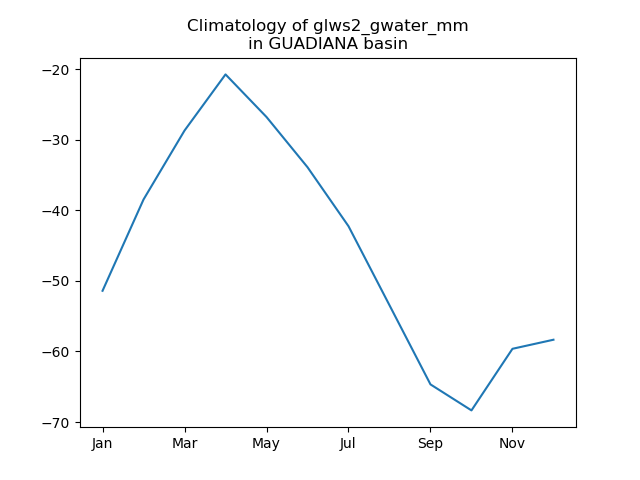 Climatology of glws2_gwater_mm
in GUADIANA basin
−20
−30
−40
−50
−60
−70
Jan
Mar
May
Jul
Sep
Nov